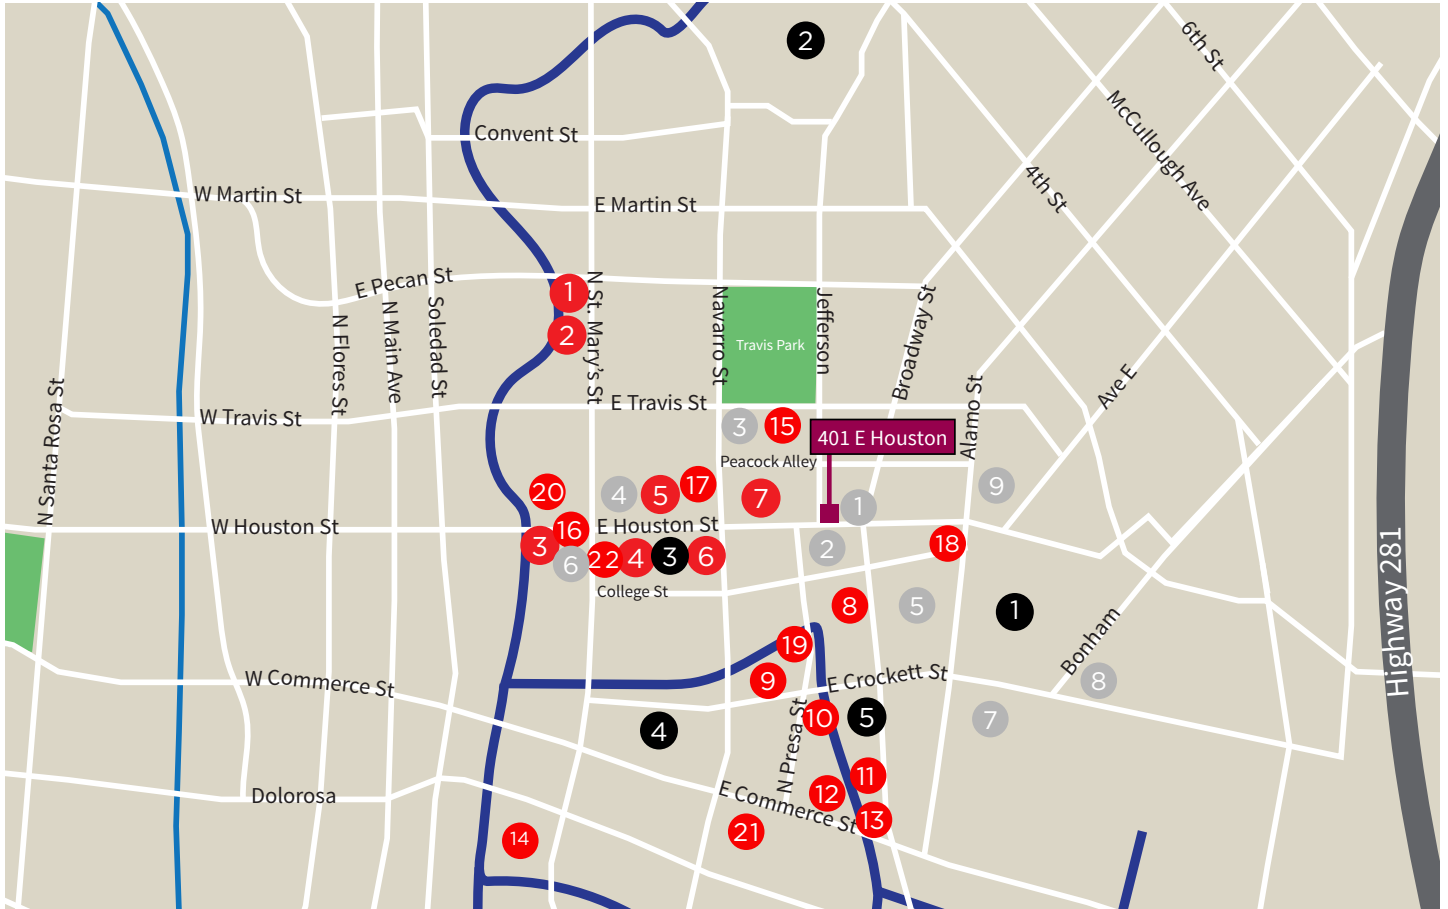 2
6th St
McCullough Ave
Convent St
4th St
W Martin St
E Martin St
E Pecan St
1
N St. Mary's St
Navarro St
Jefferson
Broadway St
N Flores St
N Main Ave
Soledad St
2
Travis Park
Alamo St
Ave E
N Santa Rosa St
W Travis St
E Travis St
3
15
401 E Houston
Peacock Alley
20
4
5
17
7
1
9
W Houston St
16
E Houston St
3
6
22
4
3
6
2
18
College St
8
5
1
Highway 281
19
Bonham
W Commerce St
9
E Crockett St
8
4
N Presa St
10
5
7
11
Dolorosa
12
E Commerce St
13
14
21